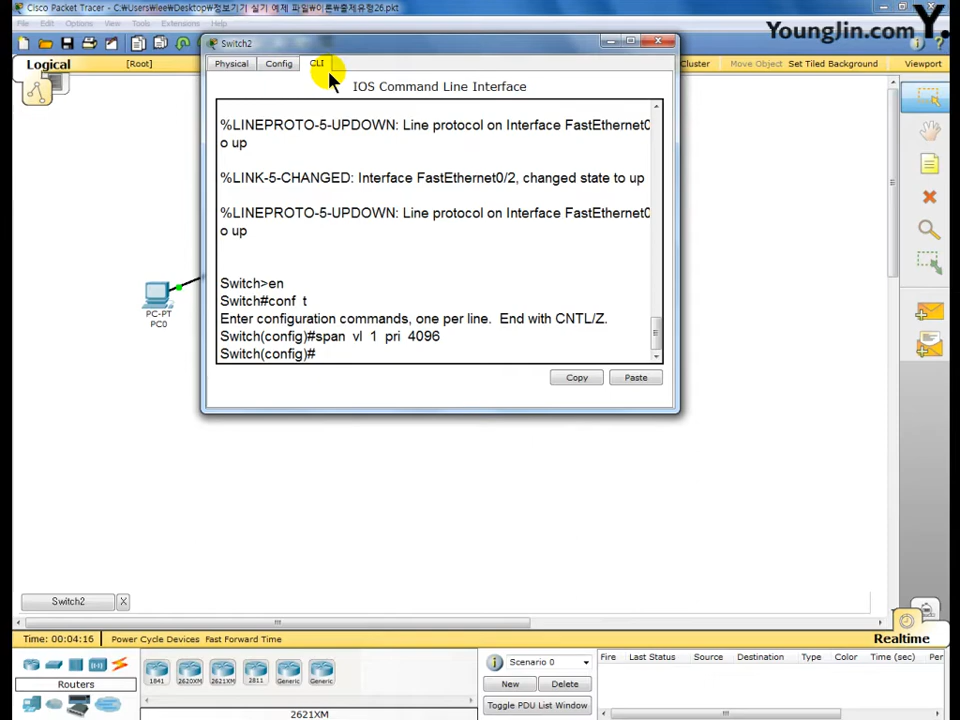 Cisco Packet Tracer - C:\Users\lee\Desktop\정보기기 실기 예제 파일\이론\출제유형26.pkt
File Edit Options View Tools
YoungJin.com Y.
Logical
[Root]
Cluster
Move Object
Set Tiled Background
Viewport
Switch2
Physical
Config
CLI
IOS Command Line Interface
%LINEPROTO-5-UPDOWN: Line protocol on Interface FastEthernet0
o up
%LINK-5-CHANGED: Interface FastEthernet0/2, changed state to up
%LINEPROTO-5-UPDOWN: Line protocol on Interface FastEthernet0
o up
Switch>en
Switch#conf t
Enter configuration commands, one per line. End with CNTL/Z.
Switch(config)#span vl 1 pri 4096
Switch(config)#
Copy
Paste
PC-PT
PC0
Switch2
X
Time: 00:04:16
Power Cycle Devices Fast Forward Time
Realtime
Routers
1841
2620XM
2621XM
2811
Generic
Generic
2621XM
Scenario 0
New
Delete
Toggle PDU List Window
Fire
Last Status
Source
Destination
Type
Color
Time (sec)
Per